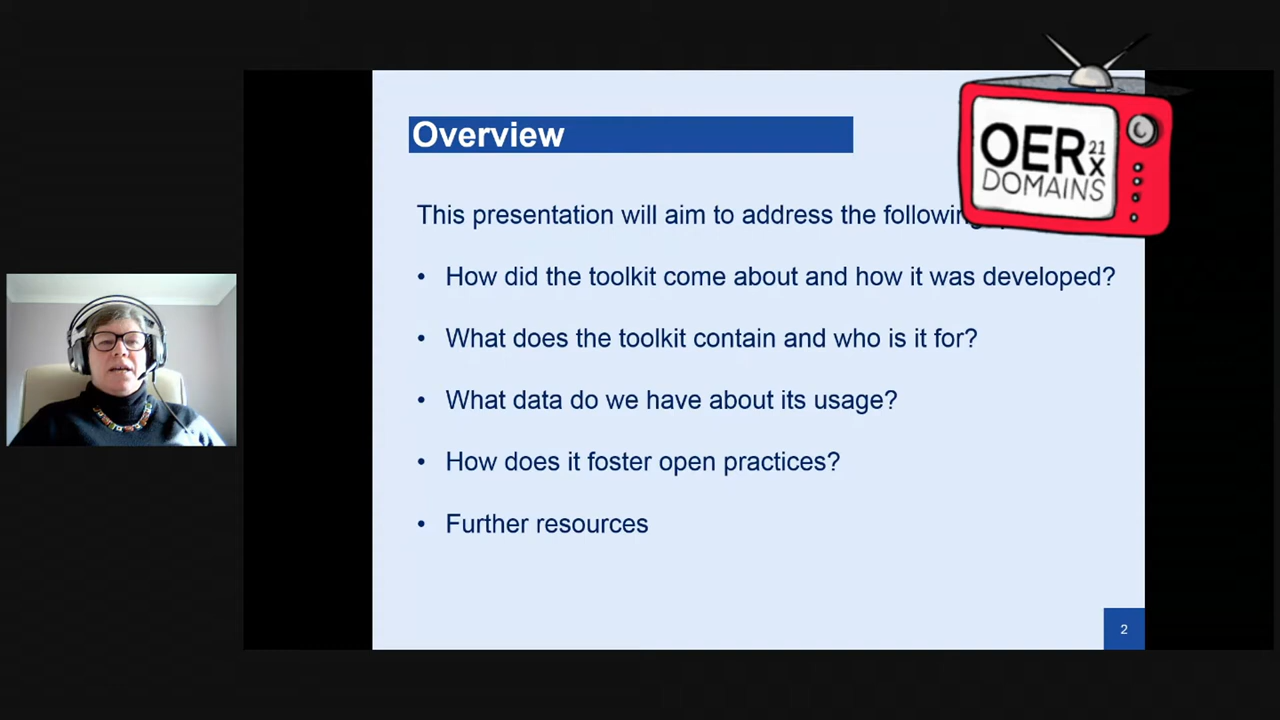 Overview
OER
21
x
DOMAINS
This presentation will aim to address the following
• How did the toolkit come about and how it was developed?
• What does the toolkit contain and who is it for?
• What data do we have about its usage?
• How does it foster open practices?
• Further resources
2